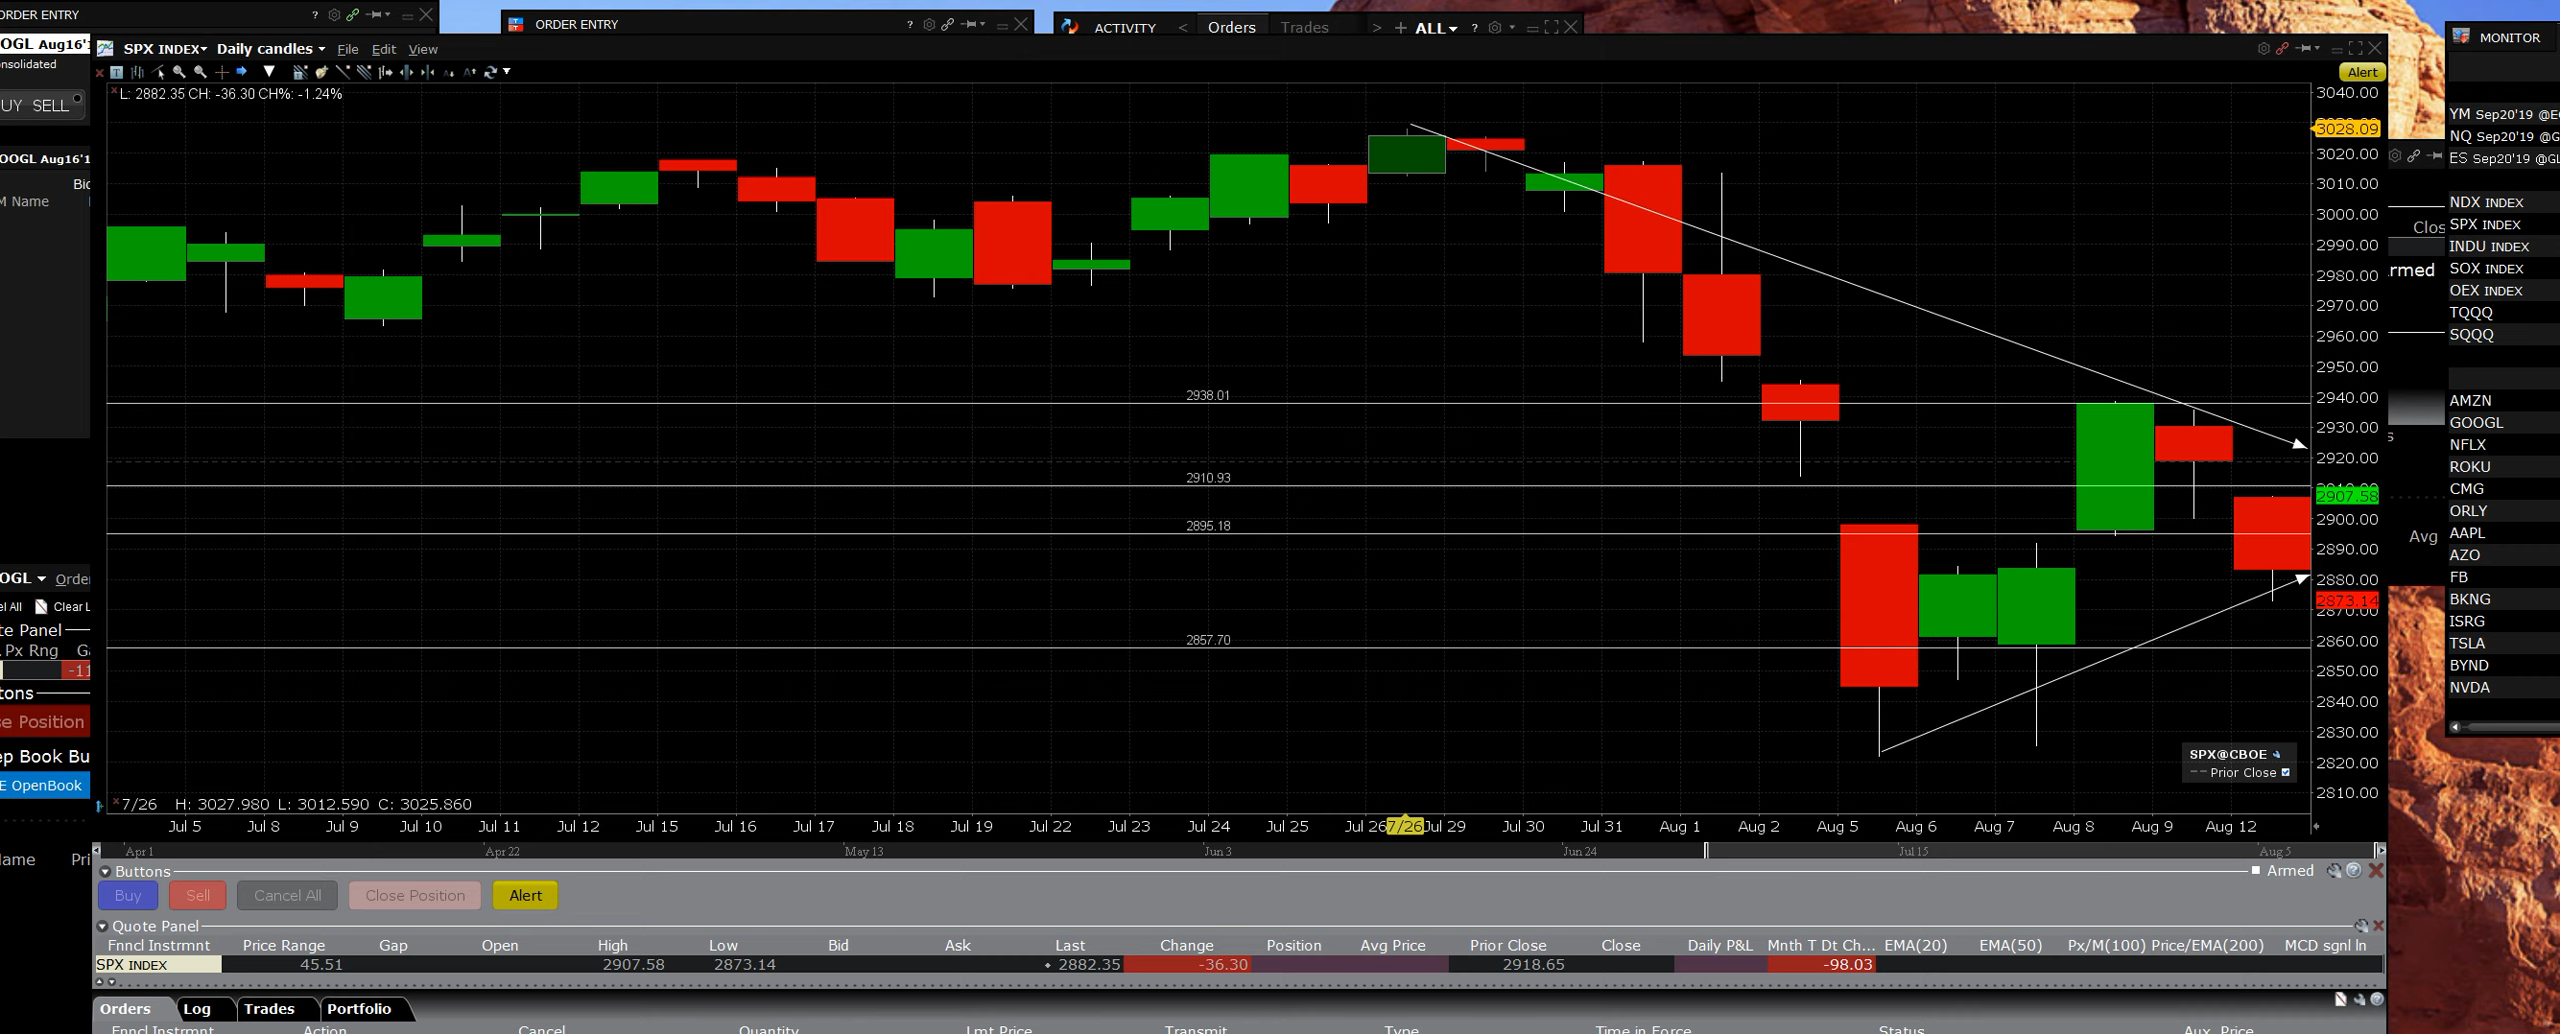 ORDER ENTRY ?
ORDER ENTRY ?
ACTIVITY < Orders Trades > + ALL ?
MONITOR
OGL Aug16'1
onsolidated
UY SELL
OOGL Aug16'1
Bid
M Name
SPX INDEX Daily candles File Edit View
Alert
L: 2882.35 CH: -36.30 CH%: -1.24%
3040.00
3028.09
3020.00
3010.00
3000.00
2990.00
2980.00
2970.00
2960.00
2950.00
2940.00
2930.00
2920.00
2907.58
2900.00
2890.00
2880.00
2873.14
2870.00
2860.00
2850.00
2840.00
2830.00
2820.00
2810.00
2938.01
2910.93
2895.18
2857.70
SPX@CBOE
Prior Close
7/26 H: 3027.980 L: 3012.590 C: 3025.860
Jul 5 Jul 8 Jul 9 Jul 10 Jul 11 Jul 12 Jul 15 Jul 16 Jul 17 Jul 18 Jul 19 Jul 22 Jul 23 Jul 24 Jul 25 Jul 26 7/26 Jul 29 Jul 30 Jul 31 Aug 1 Aug 2 Aug 5 Aug 6 Aug 7 Aug 8 Aug 9 Aug 12
Apr 1 Apr 22 May 13 Jun 3 Jun 24 Jul 15 Aug 5
Buttons Armed
Buy Sell Cancel All Close Position Alert
Quote Panel
Fnncl Instrmnt Price Range Gap Open High Low Bid Ask Last Change Position Avg Price Prior Close Close Daily P&L Mnth T Dt Ch... EMA(20) EMA(50) Px/M(100) Price/EMA(200) MCD sgnl ln
SPX INDEX 45.51 2907.58 2873.14 2882.35 -36.30 2918.65 -98.03
Orders Log Trades Portfolio
Fnncl Instrmnt Action Cancel Quantity Lmt Price Transmit Type Time in Force Status Aux. Price
OGL Orde
el All Clear L
te Panel
. Px Rng G
-11
tons
se Position
ep Book Bu
E OpenBook
lame Pri
Clos
rmed
s
Avg
YM Sep20'19 @E
NQ Sep20'19 @G
ES Sep20'19 @GL
NDX INDEX
SPX INDEX
INDU INDEX
SOX INDEX
OEX INDEX
TQQQ
SQQQ
AMZN
GOOGL
NFLX
ROKU
CMG
ORLY
AAPL
AZO
FB
BKNG
ISRG
TSLA
BYND
NVDA